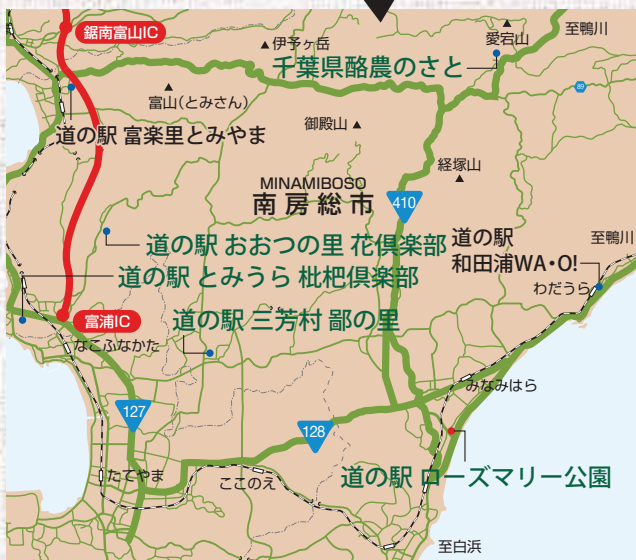 鋸南富山IC
▲伊予ヶ岳
愛宕山
至鴨川
千葉県酪農のさと
89
富山(とみさん)
道の駅 富楽里とみやま
御殿山▲
経塚山
MINAMIBOSO
南房総市
410
道の駅 おおつの里 花倶楽部
道の駅
和田浦WA・O!
至鴨川
わだうら
道の駅 とみうら 枇杷倶楽部
富浦IC
道の駅 三芳村 鄙の里
なこふなかた
みなみはら
127
128
たてやま
ここのえ
道の駅 ローズマリー公園
至白浜